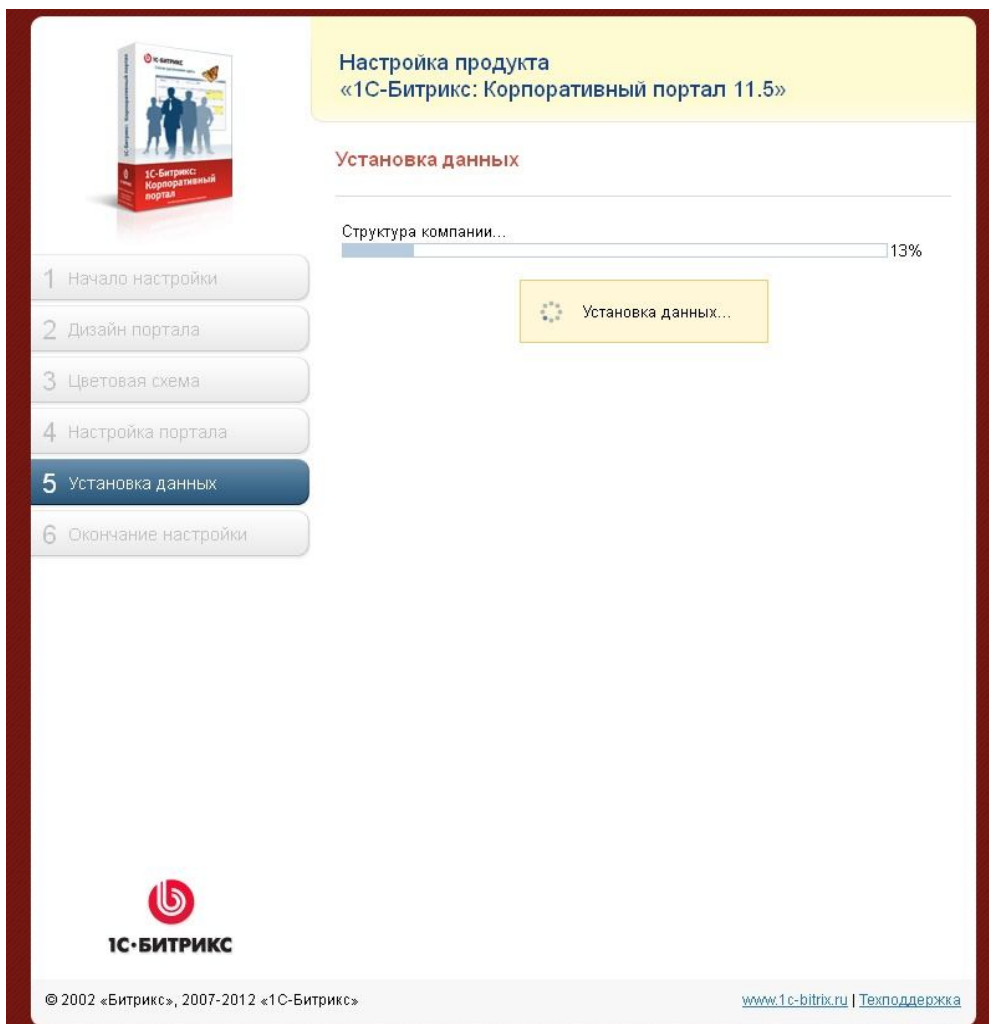 Настройка продукта
«1С-Битрикс: Корпоративный портал 11.5»
1С-БИТРИКС
1С-Битрикс:
Корпоративный
портал
Установка данных
Структура компании...
13%
Установка данных...
1 Начало настройки
2 Дизайн портала
3 Цветовая схема
4 Настройка портала
5 Установка данных
6 Окончание настройки
1С·БИТРИКС
© 2002 «Битрикс», 2007-2012 «1С-Битрикс»
www.1c-bitrix.ru | Техподдержка